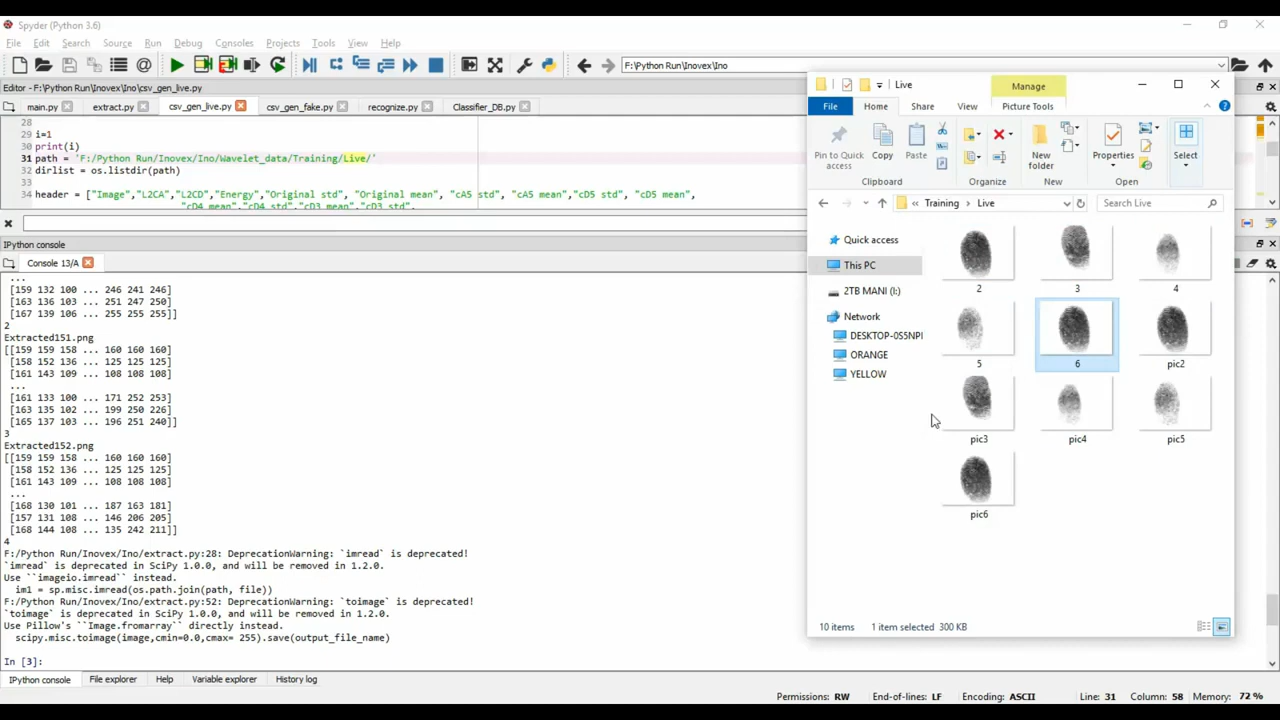 Spyder (Python 3.6)
File Edit Search Source Run Debug Consoles Projects Tools View Help
F:\Python Run\Inovex\Ino
Editor - F:\Python Run\Inovex\Ino\csv_gen_live.py
main.py extract.py csv_gen_live.py csv_gen_fake.py recognize.py Classifier_DB.py
28
29 i=1
30 print(i)
31 path = 'F:/Python Run/Inovex/Ino/Wavelet_data/Training/Live/'
32 dirlist = os.listdir(path)
34 header = ["Image","L2CA","L2CD","Energy","Original std", "Original mean", "cA5 std", "cA5 mean","cD5 std", "cD5 mean",
"cD4 mean","cD4 std","cD3 mean","cD3 std",
IPython console
Console 13/A
...
[159 132 100 ... 246 241 246]
[163 136 103 ... 251 247 250]
[167 139 106 ... 255 255 255]]
2
Extracted151.png
[[159 159 158 ... 160 160 160]
[158 152 136 ... 125 125 125]
[161 143 109 ... 108 108 108]
...
[161 133 100 ... 171 252 253]
[163 135 102 ... 199 250 226]
[165 137 103 ... 196 251 240]]
3
Extracted152.png
[[159 159 158 ... 160 160 160]
[158 152 136 ... 125 125 125]
[161 143 109 ... 108 108 108]
...
[168 130 101 ... 187 163 181]
[157 131 108 ... 146 206 205]
[168 144 108 ... 135 242 211]]
4
F:/Python Run/Inovex/Ino/extract.py:28: DeprecationWarning: `imread` is deprecated!
`imread` is deprecated in SciPy 1.0.0, and will be removed in 1.2.0.
Use ``imageio.imread`` instead.
im1 = sp.misc.imread(os.path.join(path, file))
F:/Python Run/Inovex/Ino/extract.py:52: DeprecationWarning: `toimage` is deprecated!
`toimage` is deprecated in SciPy 1.0.0, and will be removed in 1.2.0.
Use Pillow's ``Image.fromarray`` directly instead.
scipy.misc.toimage(image,cmin=0.0,cmax= 255).save(output_file_name)
In [3]:
IPython console File explorer Help Variable explorer History log
Permissions: RW End-of-lines: LF Encoding: ASCII Line: 31 Column: 58 Memory: 72 %
Live
Manage
File Home Share View Picture Tools
Pin to Quick access
Copy
Paste
New folder
Properties
Select
Clipboard Organize New Open
Training Live
Search Live
Quick access
This PC
2TB MANI (I:)
Network
DESKTOP-0S5NPI
ORANGE
YELLOW
2 3 4
5 6 pic2
pic3 pic4 pic5
pic6
10 items 1 item selected 300 KB